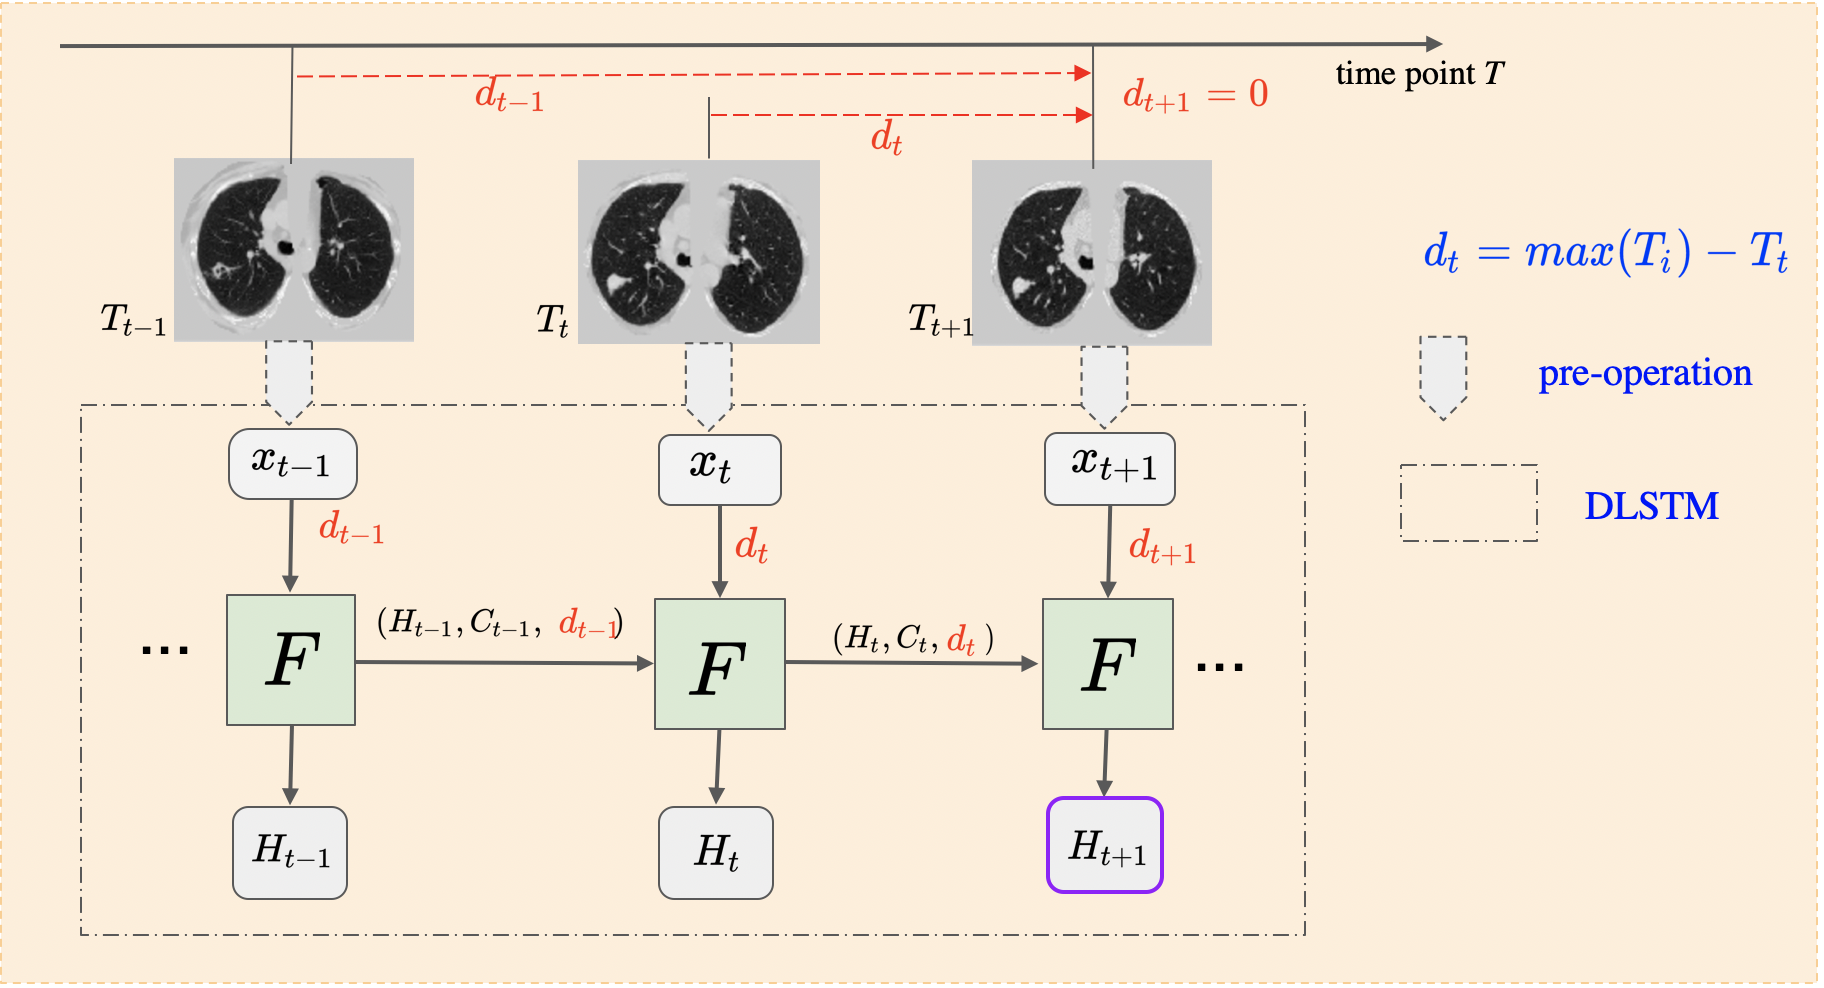 time point T
d_{t-1}
d_{t+1} = 0
d_t
d_t = max(T_i) - T_t
T_{t-1}
T_t
T_{t+1}
pre-operation
x_{t-1}
x_t
x_{t+1}
DLSTM
d_{t-1}
d_t
d_{t+1}
(H_{t-1}, C_{t-1}, d_{t-1})
(H_t, C_t, d_t)
...
F
F
F
...
H_{t-1}
H_t
H_{t+1}